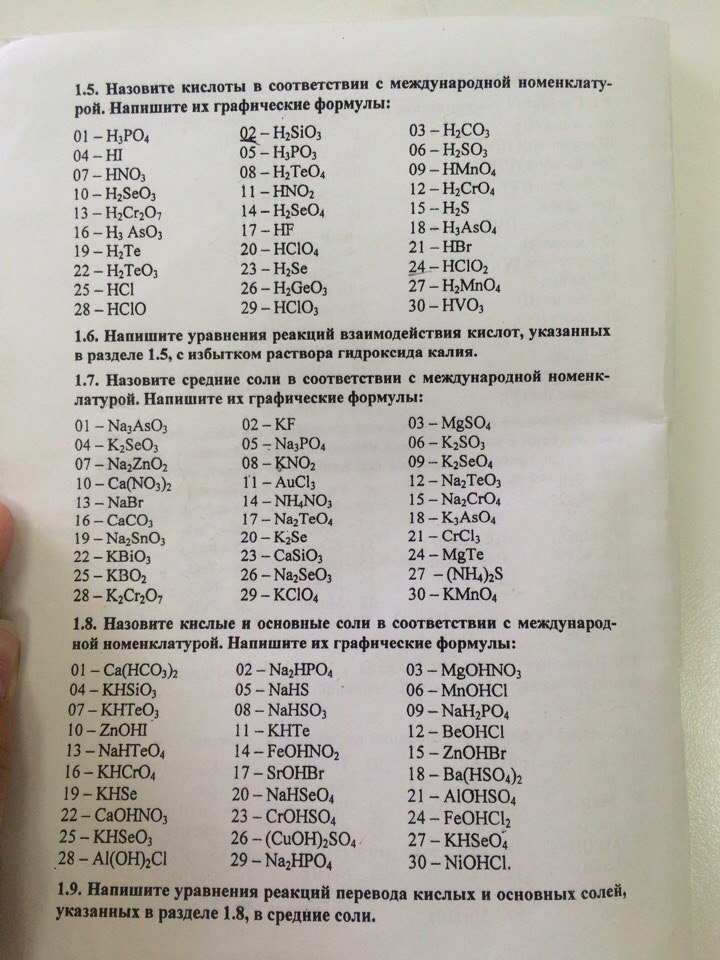 1.5. Назовите кислоты в соответствии с международной номенклату-
рой. Напишите их графические формулы:
01 – H₃PO₄ 02 – H₂SiO₃ 03 – H₂CO₃
04 – HI 05 – H₃PO₃ 06 – H₂SO₃
07 – HNO₃ 08 – H₂TeO₄ 09 – HMnO₄
10 – H₂SeO₃ 11 – HNO₂ 12 – H₂CrO₄
13 – H₂Cr₂O₇ 14 – H₂SeO₄ 15 – H₂S
16 – H₃ AsO₃ 17 – HF 18 – H₃AsO₄
19 – H₂Te 20 – HClO₄ 21 – HBr
22 – H₂TeO₃ 23 – H₂Se 24 – HClO₂
25 – HCl 26 – H₂GeO₃ 27 – H₂MnO₄
28 – HClO 29 – HClO₃ 30 – HVO₃
1.6. Напишите уравнения реакций взаимодействия кислот, указанных
в разделе 1.5, с избытком раствора гидроксида калия.
1.7. Назовите средние соли в соответствии с международной номенк-
латурой. Напишите их графические формулы:
01 – Na₃AsO₃ 02 – KF 03 – MgSO₄
04 – K₂SeO₃ 05 – Na₃PO₄ 06 – K₂SO₃
07 – Na₂ZnO₂ 08 – KNO₂ 09 – K₂SeO₄
10 – Ca(NO₃)₂ 11 – AuCl₃ 12 – Na₂TeO₃
13 – NaBr 14 – NH₄NO₃ 15 – Na₂CrO₄
16 – CaCO₃ 17 – Na₂TeO₄ 18 – K₃AsO₄
19 – Na₂SnO₃ 20 – K₂Se 21 – CrCl₃
22 – KBiO₃ 23 – CaSiO₃ 24 – MgTe
25 – KBO₂ 26 – Na₂SeO₃ 27 – (NH₄)₂S
28 – K₂Cr₂O₇ 29 – KClO₄ 30 – KMnO₄
1.8. Назовите кислые и основные соли в соответствии с международ-
ной номенклатурой. Напишите их графические формулы:
01 – Ca(HCO₃)₂ 02 – Na₂HPO₄ 03 – MgOHNO₃
04 – KHSiO₃ 05 – NaHS 06 – MnOHCl
07 – KHTeO₃ 08 – NaHSO₃ 09 – NaH₂PO₄
10 – ZnOHI 11 – KHTe 12 – BeOHCl
13 – NaHTeO₄ 14 – FeOHNO₂ 15 – ZnOHBr
16 – KHCrO₄ 17 – SrOHBr 18 – Ba(HSO₄)₂
19 – KHSe 20 – NaHSeO₄ 21 – AlOHSO₄
22 – CaOHNO₃ 23 – CrOHSO₄ 24 – FeOHCl₂
25 – KHSeO₃ 26 – (CuOH)₂SO₄ 27 – KHSeO₄
28 – Al(OH)₂Cl 29 – Na₂HPO₄ 30 – NiOHCl.
1.9. Напишите уравнения реакций перевода кислых и основных солей,
указанных в разделе 1.8, в средние соли.